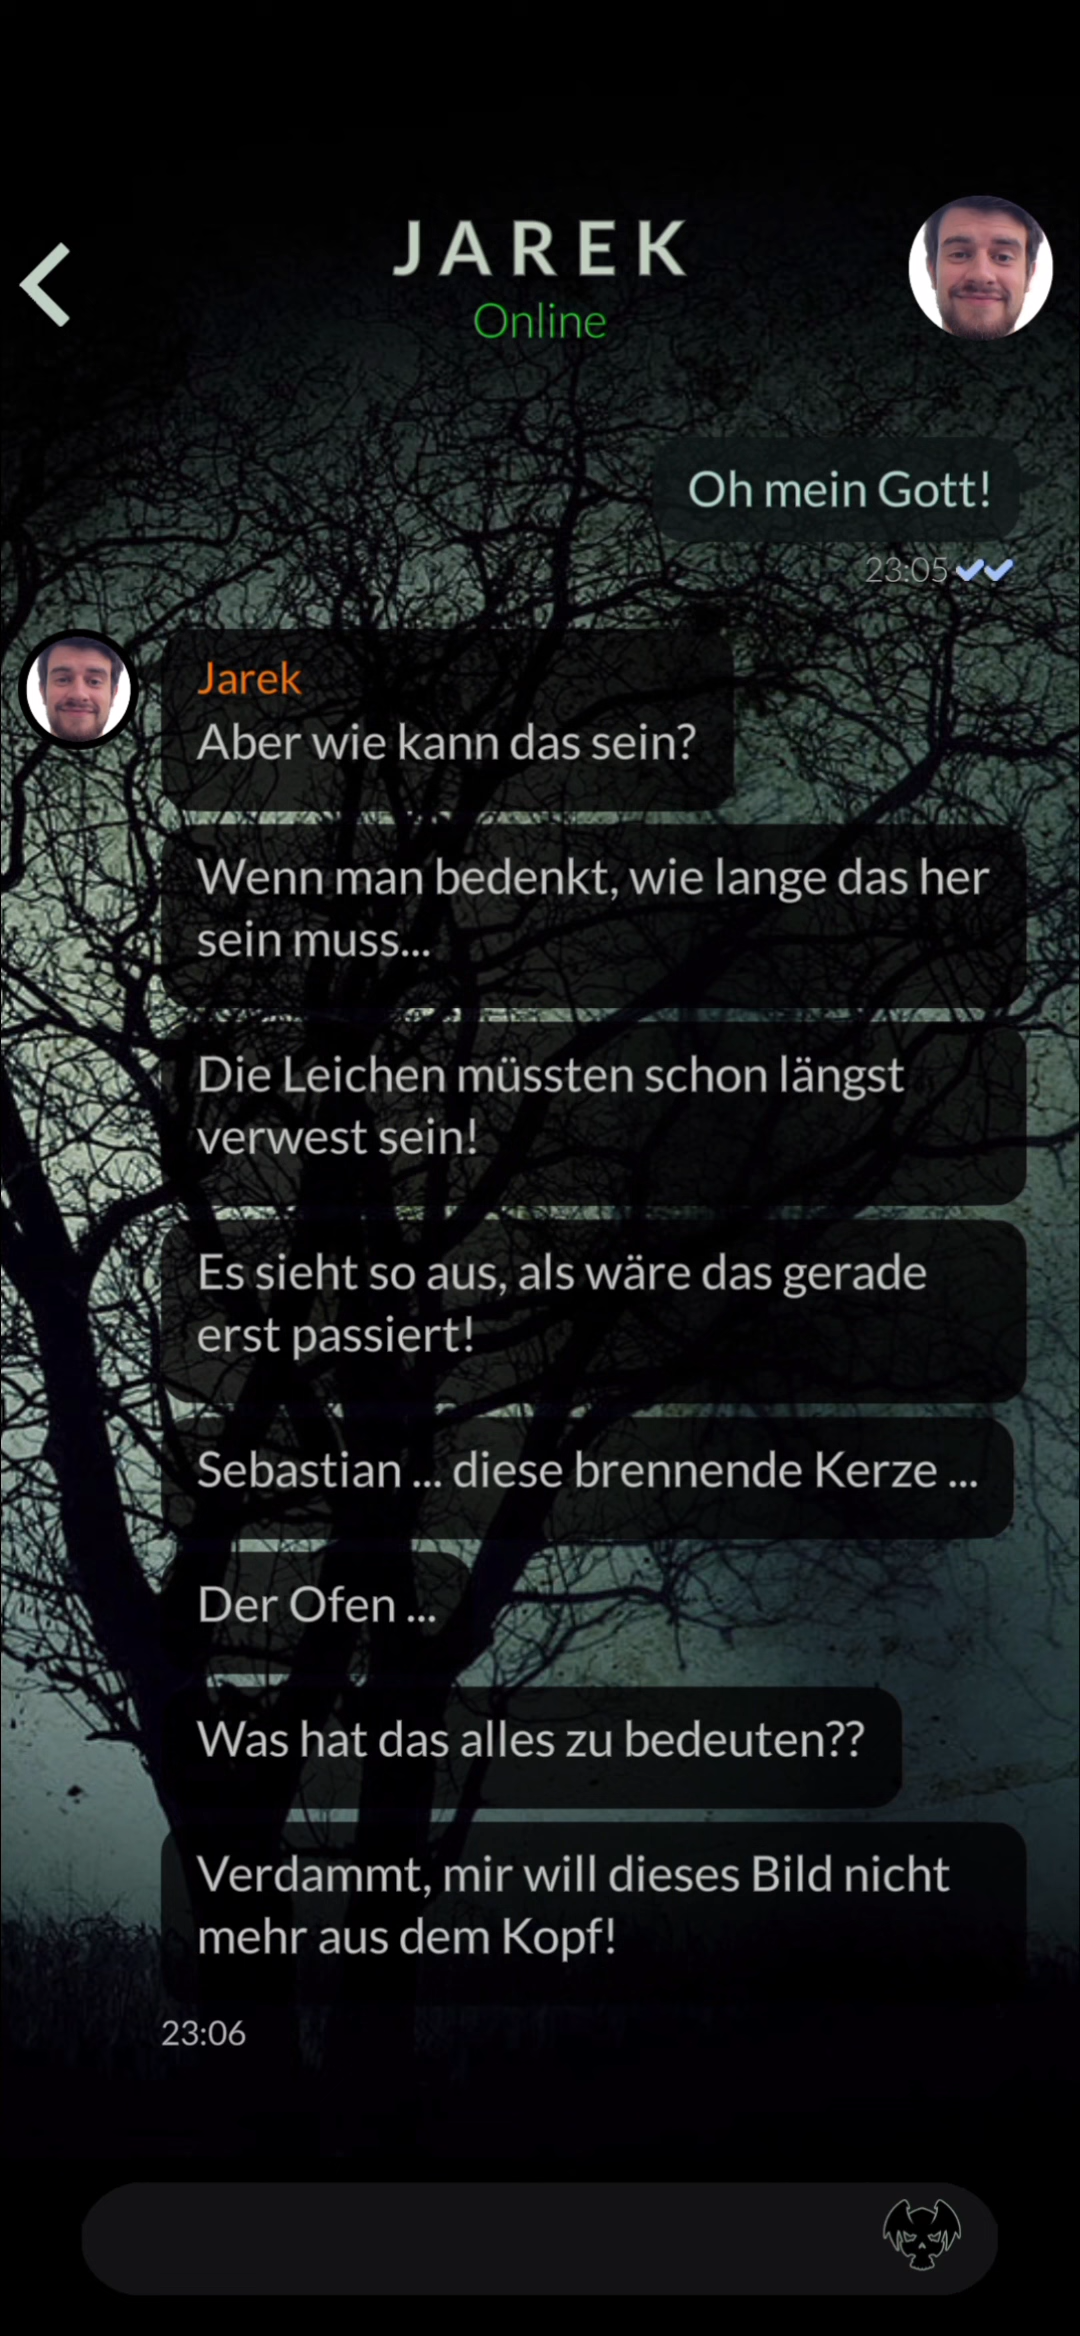 JAREK
Online
Oh mein Gott!
23:05
Jarek
Aber wie kann das sein?
Wenn man bedenkt, wie lange das her
sein muss...
Die Leichen müssten schon längst
verwest sein!
Es sieht so aus, als wäre das gerade
erst passiert!
Sebastian ... diese brennende Kerze ...
Der Ofen ...
Was hat das alles zu bedeuten??
Verdammt, mir will dieses Bild nicht
mehr aus dem Kopf!
23:06